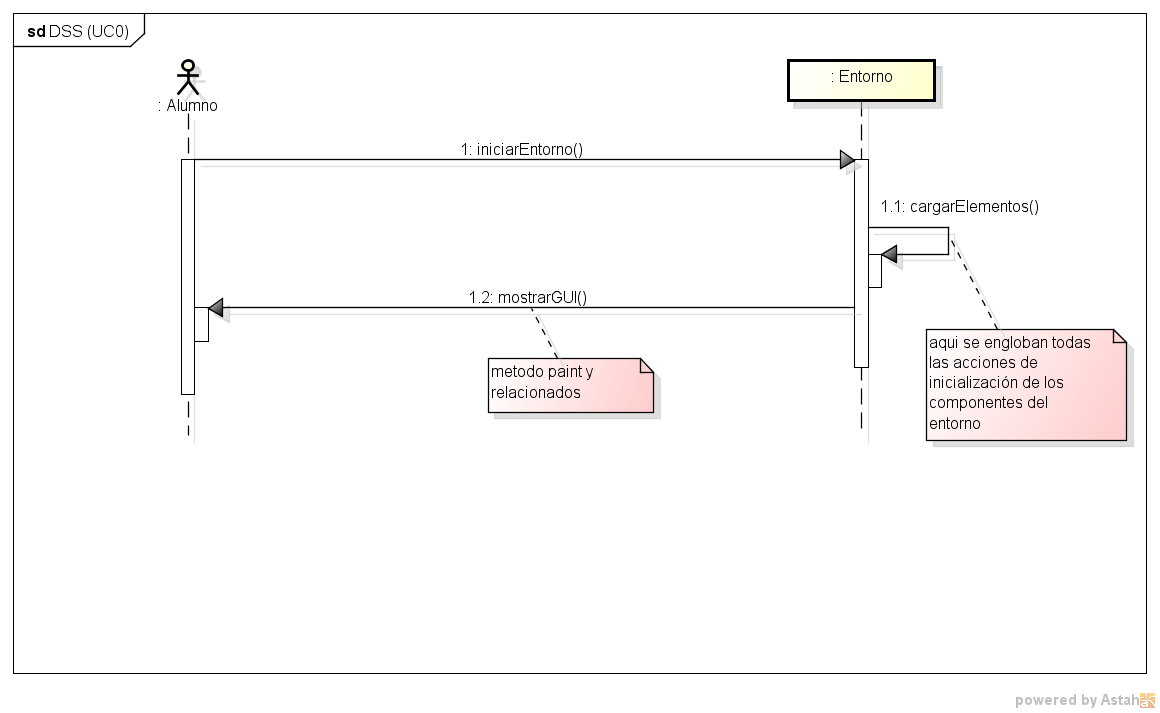 sd DSS (UC0)
: Alumno
: Entorno
1: iniciarEntorno()
1.1: cargarElementos()
1.2: mostrarGUI()
metodo paint y
relacionados
aqui se engloban todas
las acciones de
inicialización de los
componentes del
entorno
powered by Astah